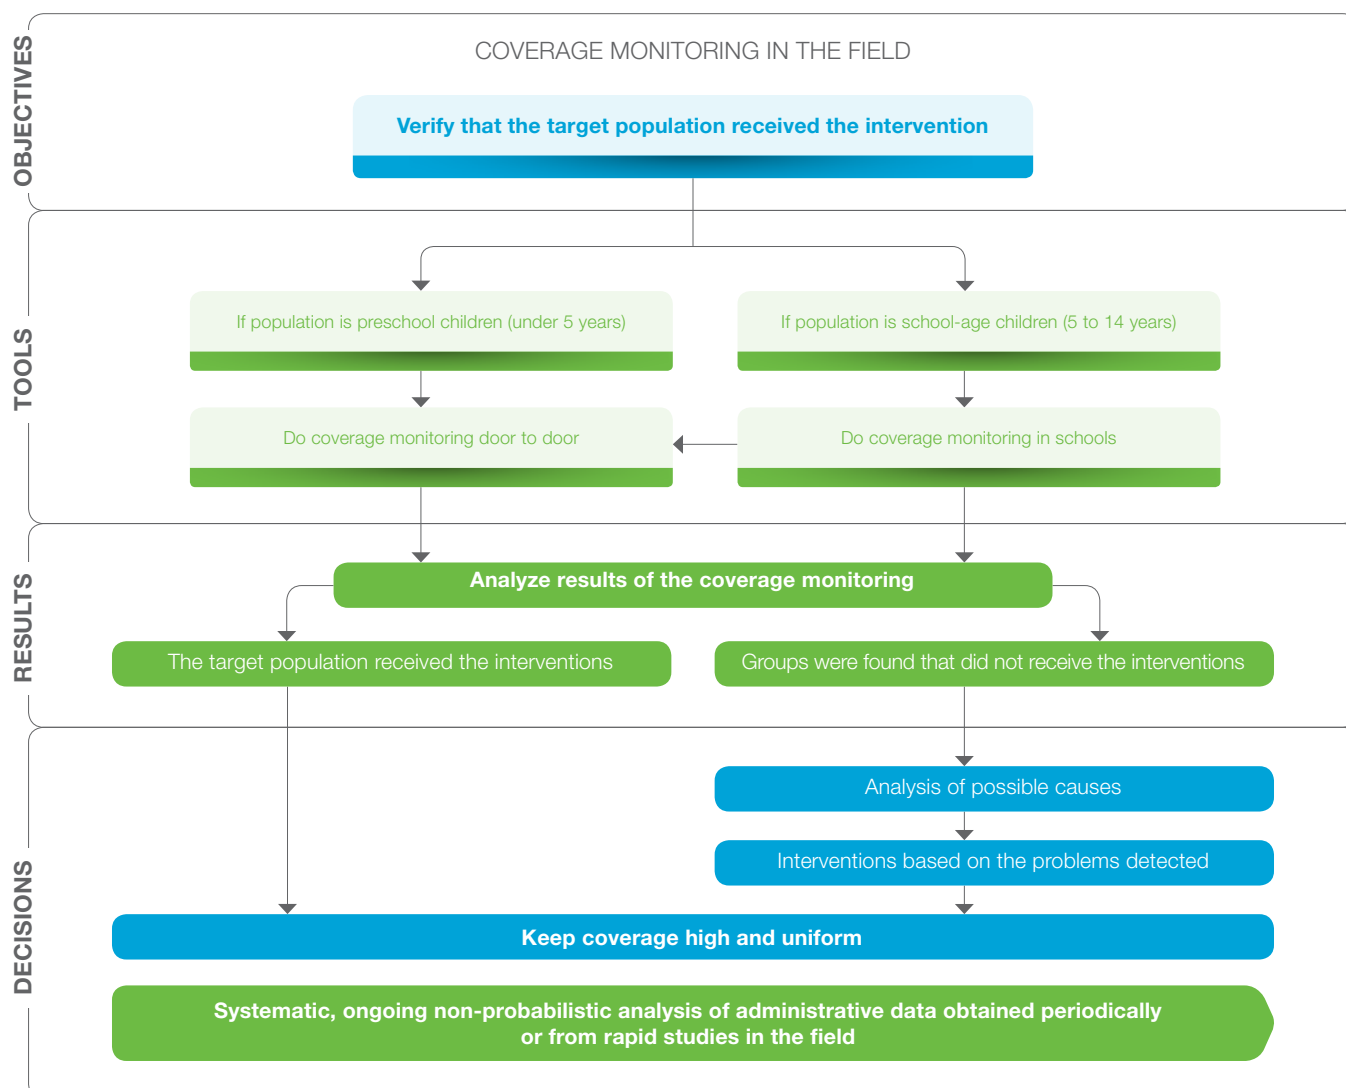 OBJECTIVES
COVERAGE MONITORING IN THE FIELD
Verify that the target population received the intervention
TOOLS
If population is preschool children (under 5 years)
If population is school-age children (5 to 14 years)
Do coverage monitoring door to door
Do coverage monitoring in schools
RESULTS
Analyze results of the coverage monitoring
The target population received the interventions
Groups were found that did not receive the interventions
DECISIONS
Analysis of possible causes
Interventions based on the problems detected
Keep coverage high and uniform
Systematic, ongoing non-probabilistic analysis of administrative data obtained periodically
or from rapid studies in the field